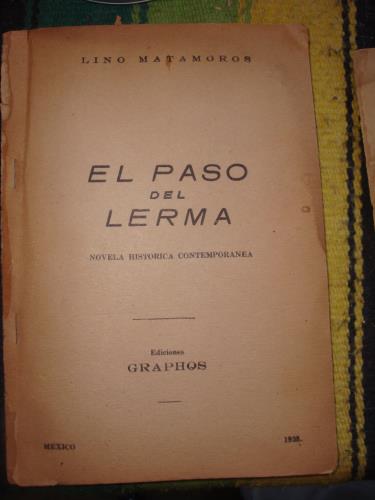 LINO MATAMOROS
EL PASO
DEL
LERMA
NOVELA HISTORICA CONTEMPORANEA
Ediciones
GRAPHOS
MEXICO
1938.